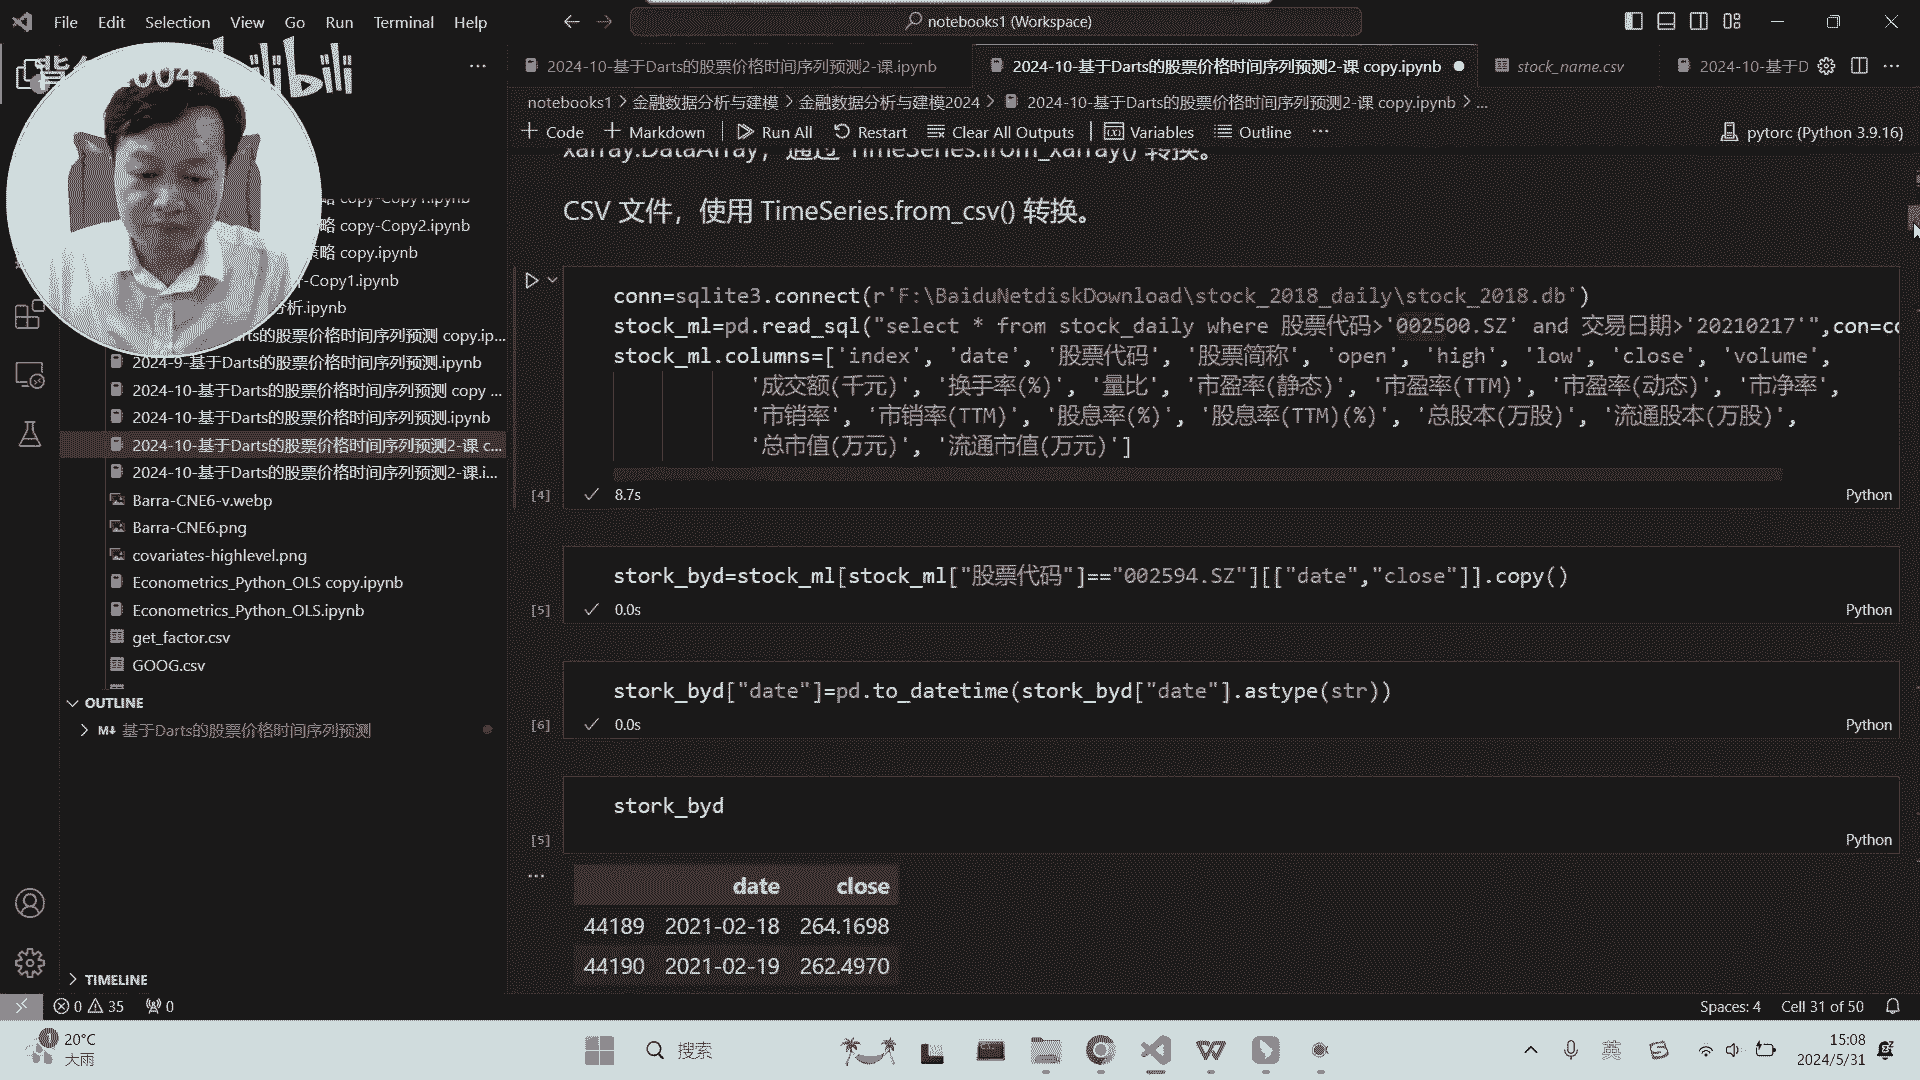 File Edit Selection View Go Run Terminal Help
notebooks1 (Workspace)
bilibili
2024-10-基于Darts的股票价格时间序列预测2-课.ipynb
2024-10-基于Darts的股票价格时间序列预测2-课 copy.ipynb
stock_name.csv
2024-10-基于D
notebooks1 > 金融数据分析与建模 > 金融数据分析与建模2024 > 2024-10-基于Darts的股票价格时间序列预测2-课 copy.ipynb > ...
Code Markdown Run All Restart Clear All Outputs Variables Outline ...
pytorc (Python 3.9.16)
xarray.DataArray，通过 TimeSeries.from_xarray() 转换。
CSV 文件，使用 TimeSeries.from_csv() 转换。
conn=sqlite3.connect(r'F:\BaiduNetdiskDownload\stock_2018_daily\stock_2018.db')
stock_ml=pd.read_sql("select * from stock_daily where 股票代码>'002500.SZ' and 交易日期>'20210217'",con=co
stock_ml.columns=['index', 'date', '股票代码', '股票简称', 'open', 'high', 'low', 'close', 'volume',
'成交额(千元)', '换手率(%)', '量比', '市盈率(静态)', '市盈率(TTM)', '市盈率(动态)', '市净率',
'市销率', '市销率(TTM)', '股息率(%)', '股息率(TTM)(%)', '总股本(万股)', '流通股本(万股)',
'总市值(万元)', '流通市值(万元)']
[4] 8.7s Python
stork_byd=stock_ml[stock_ml["股票代码"]=="002594.SZ"][["date","close"]].copy()
[5] 0.0s Python
stork_byd["date"]=pd.to_datetime(stork_byd["date"].astype(str))
[6] 0.0s Python
stork_byd
[5] Python
...
date close
44189 2021-02-18 264.1698
44190 2021-02-19 262.4970
略 copy-Copy1.ipynb
略 copy-Copy2.ipynb
策略 copy.ipynb
-Copy1.ipynb
分析.ipynb
Darts的股票价格时间序列预测 copy.ip...
2024-9-基于Darts的股票价格时间序列预测.ipynb
2024-10-基于Darts的股票价格时间序列预测 copy ...
2024-10-基于Darts的股票价格时间序列预测.ipynb
2024-10-基于Darts的股票价格时间序列预测2-课 c...
2024-10-基于Darts的股票价格时间序列预测2-课.i...
Barra-CNE6-v.webp
Barra-CNE6.png
covariates-highlevel.png
Econometrics_Python_OLS copy.ipynb
Econometrics_Python_OLS.ipynb
get_factor.csv
GOOG.csv
OUTLINE
基于Darts的股票价格时间序列预测
TIMELINE
0 35 0
Spaces: 4 Cell 31 of 50
20°C
大雨
搜索
英
15:08
2024/5/31